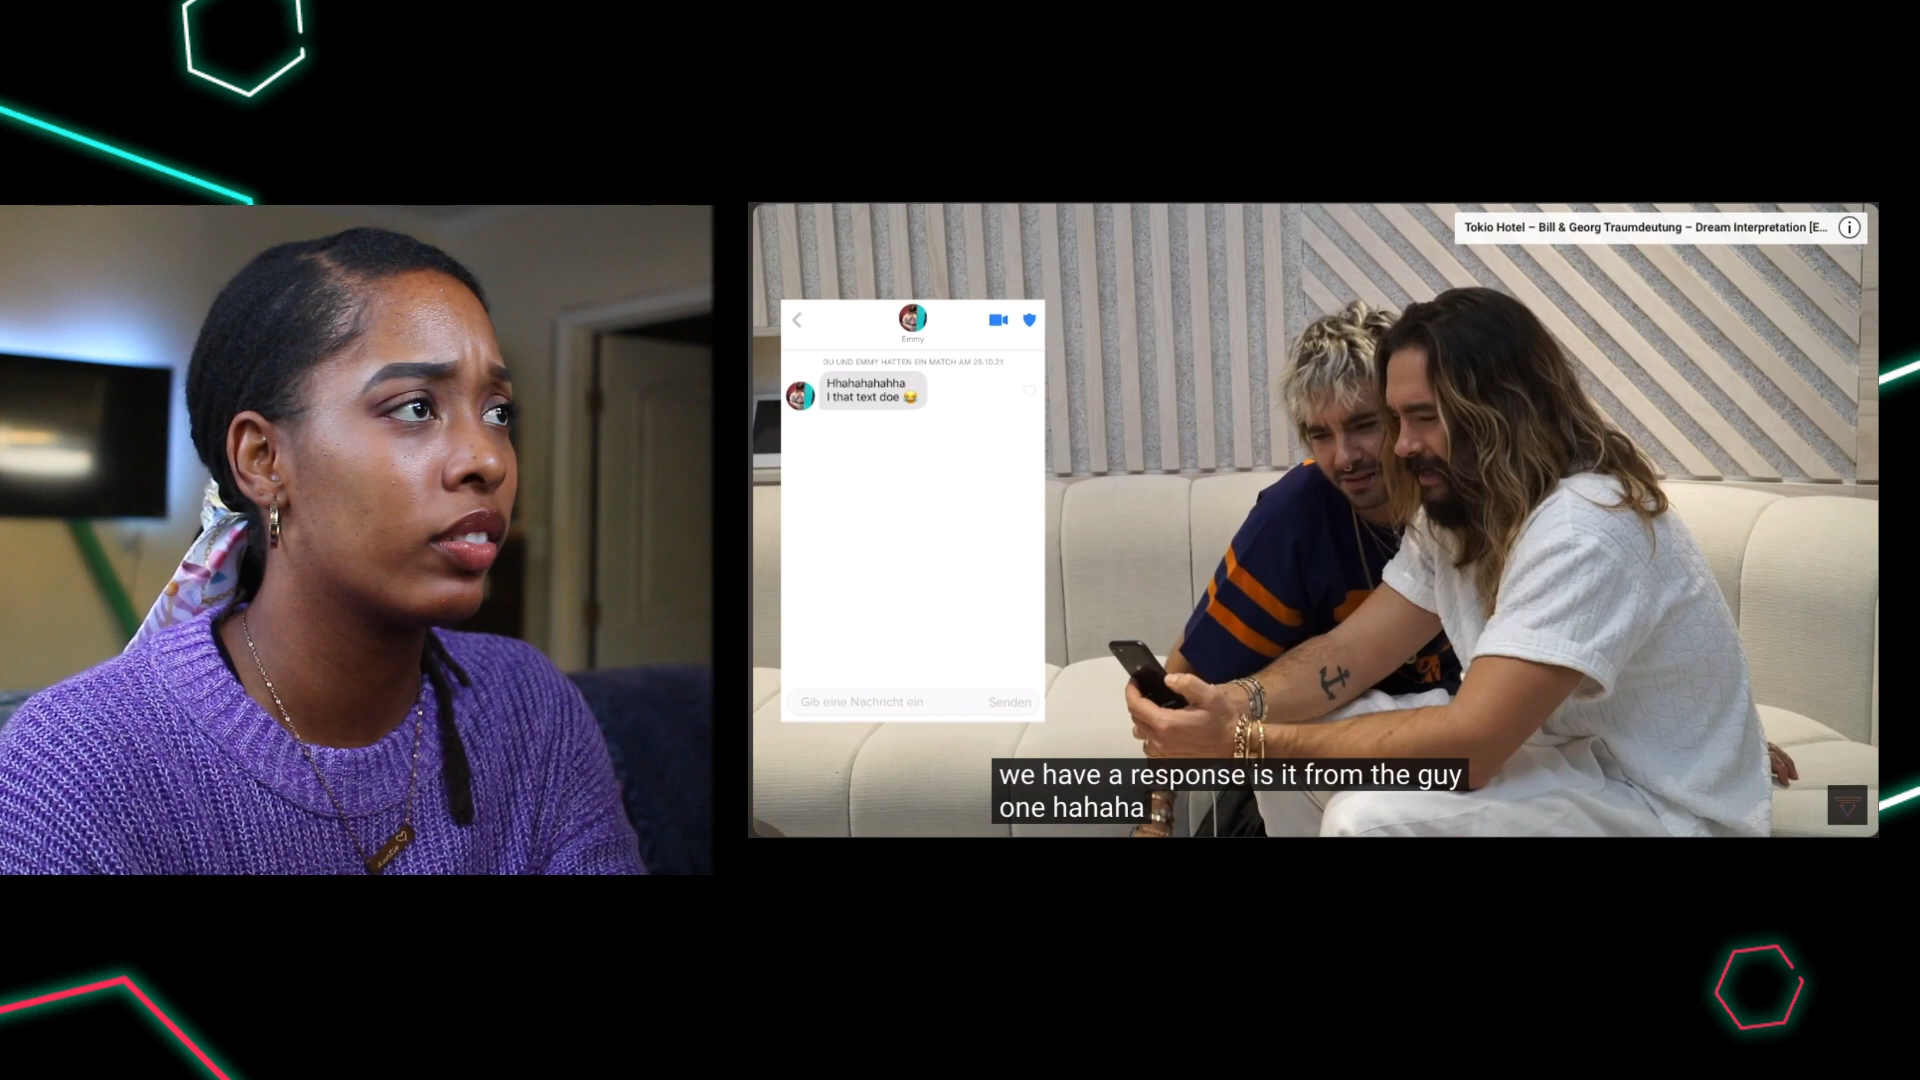 Tokio Hotel – Bill & Georg Traumdeutung – Dream Interpretation [E...
Emmy
DU UND EMMY HATTEN EIN MATCH AM 25.10.21
Hhahahahahha
I that text doe 😂
Gib eine Nachricht ein
Senden
we have a response is it from the guy
one hahaha
Auntie